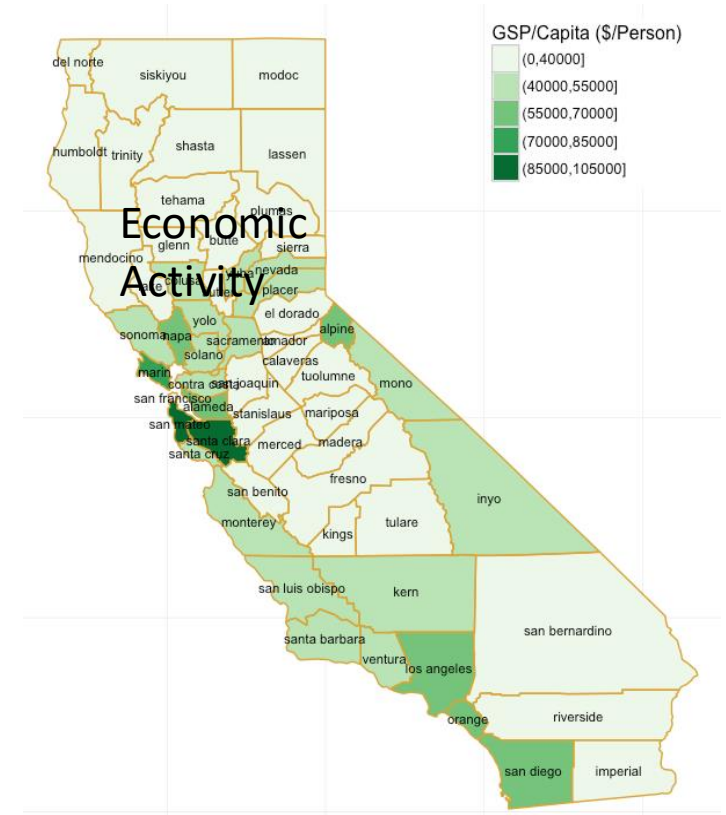 GSP/Capita ($/Person)
(0,40000]
(40000,55000]
(55000,70000]
(70000,85000]
(85000,105000]
Economic
Activity
del norte
siskiyou
modoc
humboldt
trinity
shasta
lassen
tehama
plumas
mendocino
glenn
butte
sierra
colusa
yuba
nevada
placer
el dorado
yolo
sonoma
napa
sacramento
alpine
solano
calaveras
marin
tuolumne
mono
contra costa
san joaquin
san francisco
alameda
stanislaus
mariposa
san mateo
santa clara
merced
madera
santa cruz
fresno
inyo
san benito
monterey
kings
tulare
san luis obispo
kern
san bernardino
santa barbara
ventura
los angeles
orange
riverside
san diego
imperial